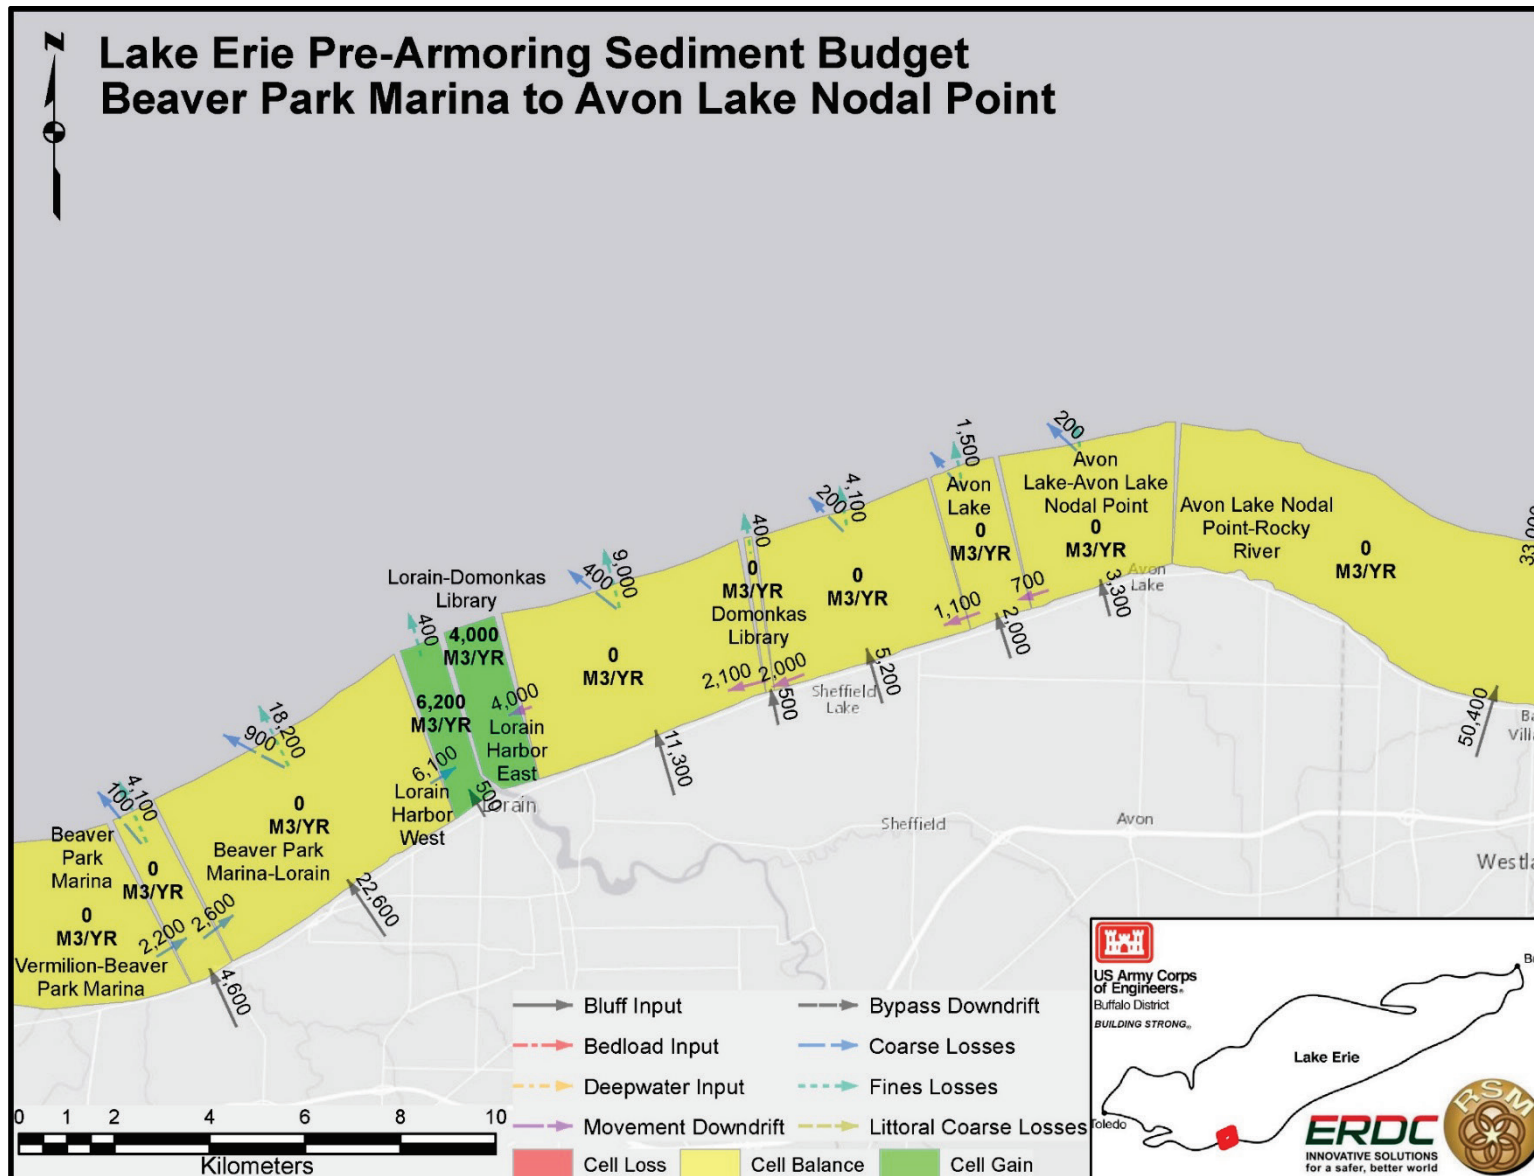 N
Lake Erie Pre-Armoring Sediment Budget
Beaver Park Marina to Avon Lake Nodal Point
200
1,500
Avon
Lake-Avon Lake
Nodal Point
0
M3/YR
Avon
Lake
0
M3/YR
Avon Lake Nodal
Point-Rocky
River
0
M3/YR
33,000
4,100
200
400
0
M3/YR
Domonkas
Library
0
M3/YR
9,000
400
Lorain-Domonkas
Library
400
4,000
M3/YR
0
M3/YR
Avon
Lake
3,300
700
1,100
2,000
5,200
2,100
2,000
500
Sheffield
Lake
6,200
M3/YR
4,000
Lorain
Harbor
East
11,300
50,400
Ba
Villa
18,200
900
6,100
Lorain
Harbor
West
500
Lorain
4,100
100
0
M3/YR
Beaver Park
Marina-Lorain
Beaver
Park
Marina
0
M3/YR
0
M3/YR
Vermilion-Beaver
Park Marina
2,200
2,600
4,600
22,600
Sheffield
Avon
Westla
Bluff Input
Bypass Downdrift
Bedload Input
Coarse Losses
Deepwater Input
Fines Losses
Movement Downdrift
Littoral Coarse Losses
Cell Loss
Cell Balance
Cell Gain
0 1 2 4 6 8 10
Kilometers
US Army Corps
of Engineers®
Buffalo District
BUILDING STRONG®
Bu
Lake Erie
Toledo
ERDC
INNOVATIVE SOLUTIONS
for a safer, better world
RSM